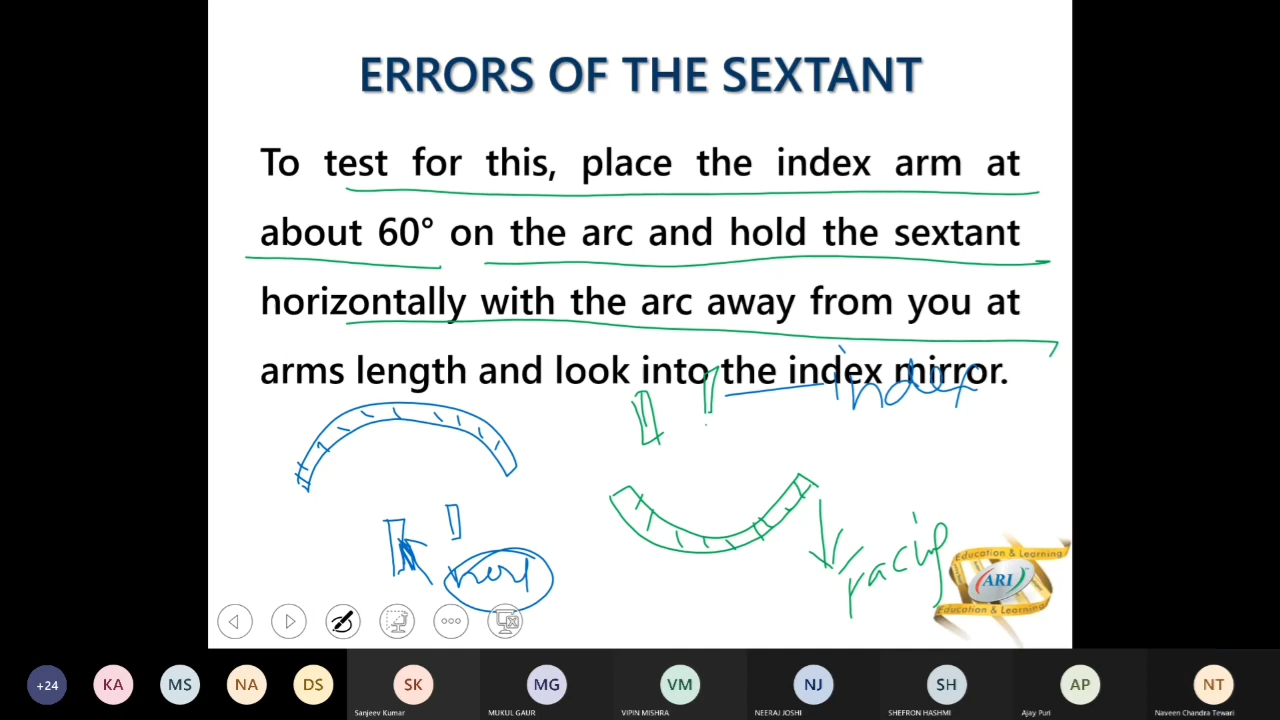 ERRORS OF THE SEXTANT
To test for this, place the index arm at
about 60° on the arc and hold the sextant
horizontally with the arc away from you at
arms length and look into the index mirror.
index
facing
Education & Learning
ARI
Education & Learning
+24
KA
MS
NA
DS
SK
MG
VM
NJ
SH
AP
NT
Sanjeev Kumar
MUKUL GAUR
VIPIN MISHRA
NEERAJ JOSHI
SHEFRON HASHMI
Ajay Puri
Naveen Chandra Tewari